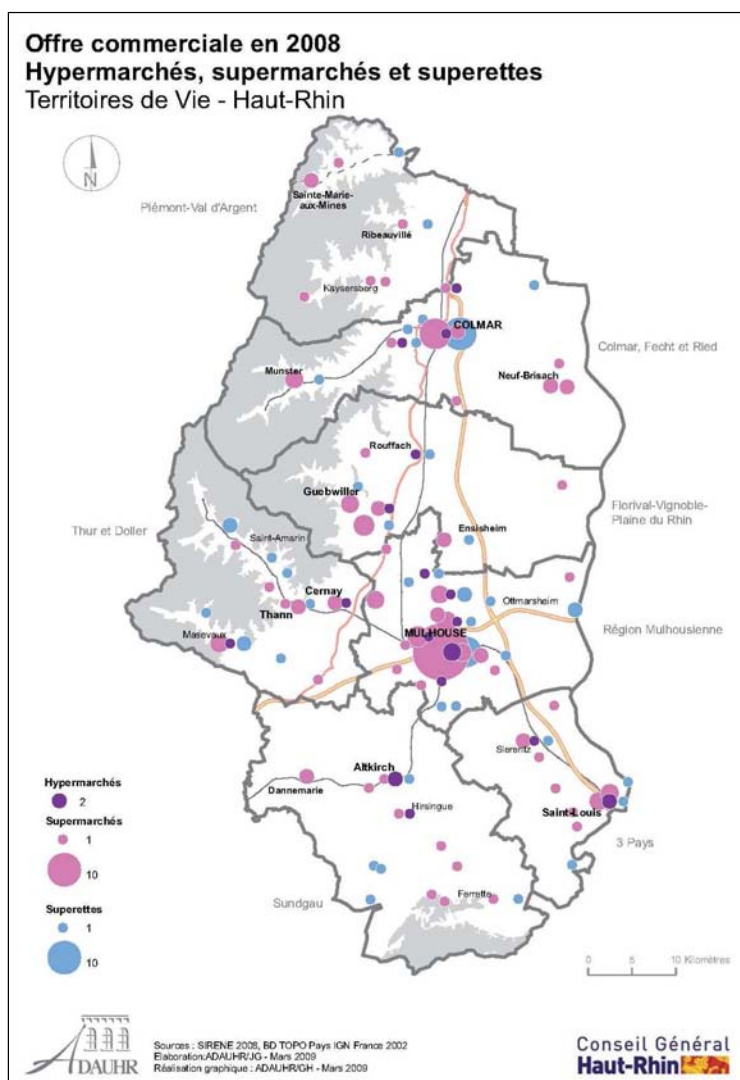 Offre commerciale en 2008
Hypermarchés, supermarchés et superettes
Territoires de Vie - Haut-Rhin
N
Piémont-Val d'Argent
Sainte-Marie-
aux-Mines
Ribeauvillé
Kaysersberg
COLMAR
Colmar, Fecht et Ried
Munster
Neuf-Brisach
Rouffach
Guebwiller
Florival-Vignoble-
Plaine du Rhin
Thur et Doller
Saint-Amarin
Ensisheim
Cernay
Thann
Ottmarsheim
MULHOUSE
Région Mulhousienne
Masevaux
Sierentz
Altkirch
Dannemarie
Hirsingue
Saint-Louis
3 Pays
Ferrette
Sundgau
Hypermarchés
2
Supermarchés
1
10
Superettes
1
10
0 5 10 Kilomètres
ADAUHR
Sources : SIRENE 2008, BD TOPO Pays IGN France 2002
Elaboration:ADAUHR/JG - Mars 2009
Réalisation graphique : ADAUHR/GH - Mars 2009
Conseil Général
Haut-Rhin